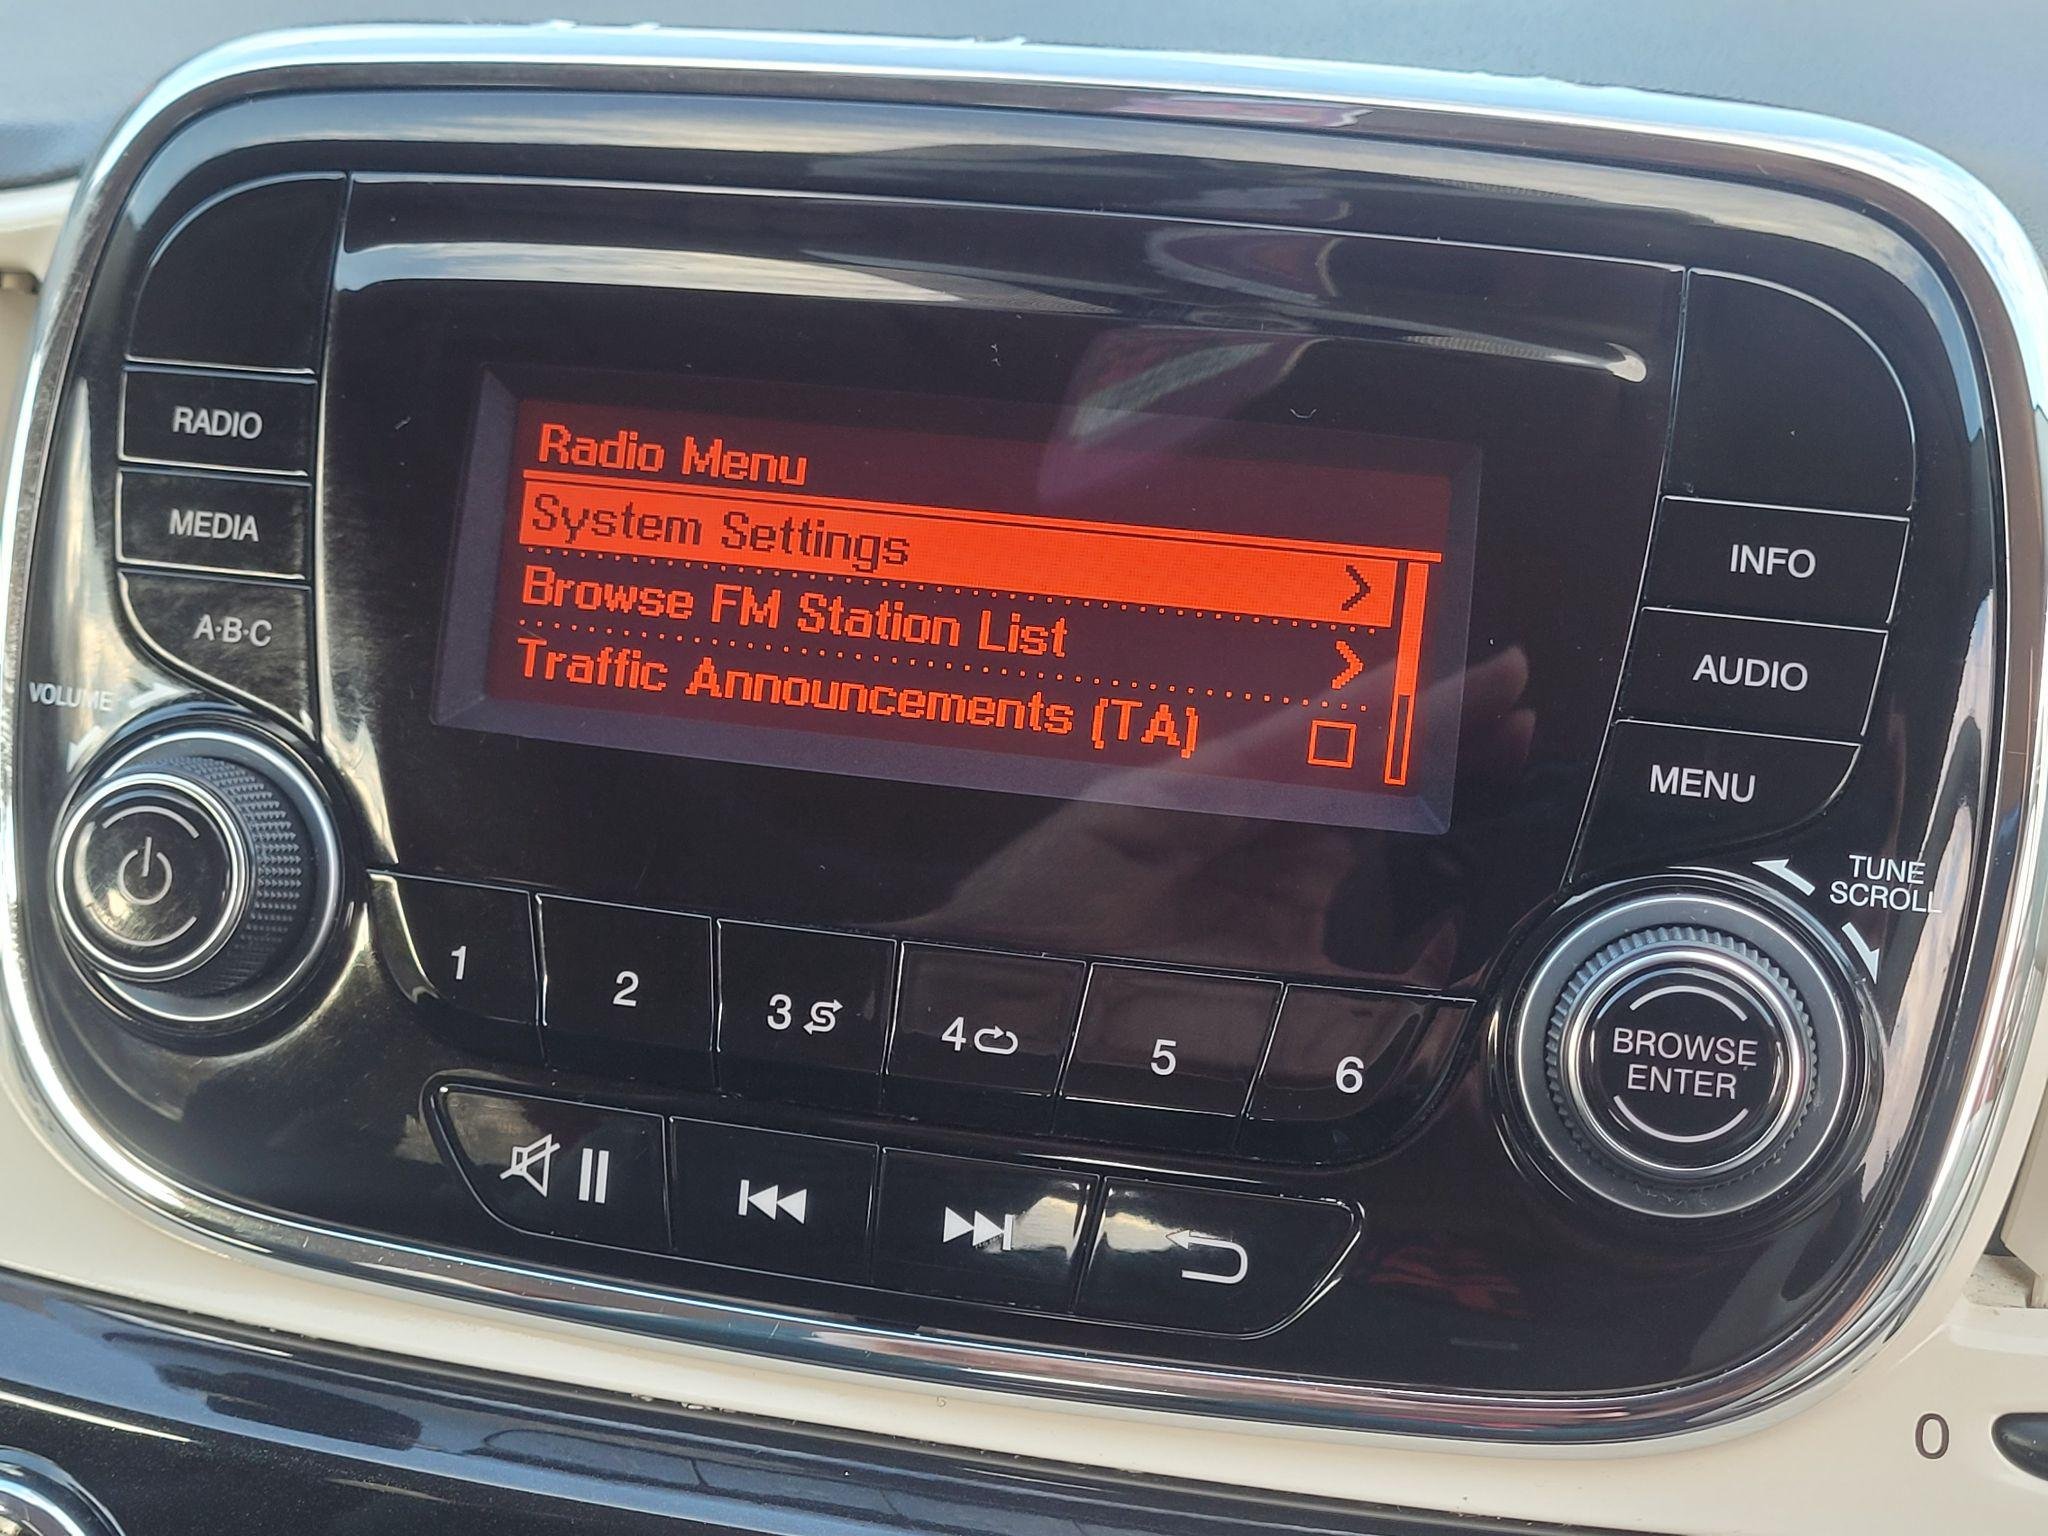 RADIO
MEDIA
A·B·C
VOLUME
Radio Menu
System Settings
Browse FM Station List
Traffic Announcements (TA)
INFO
AUDIO
MENU
TUNE
SCROLL
BROWSE
ENTER
1
2
3
4
5
6
0